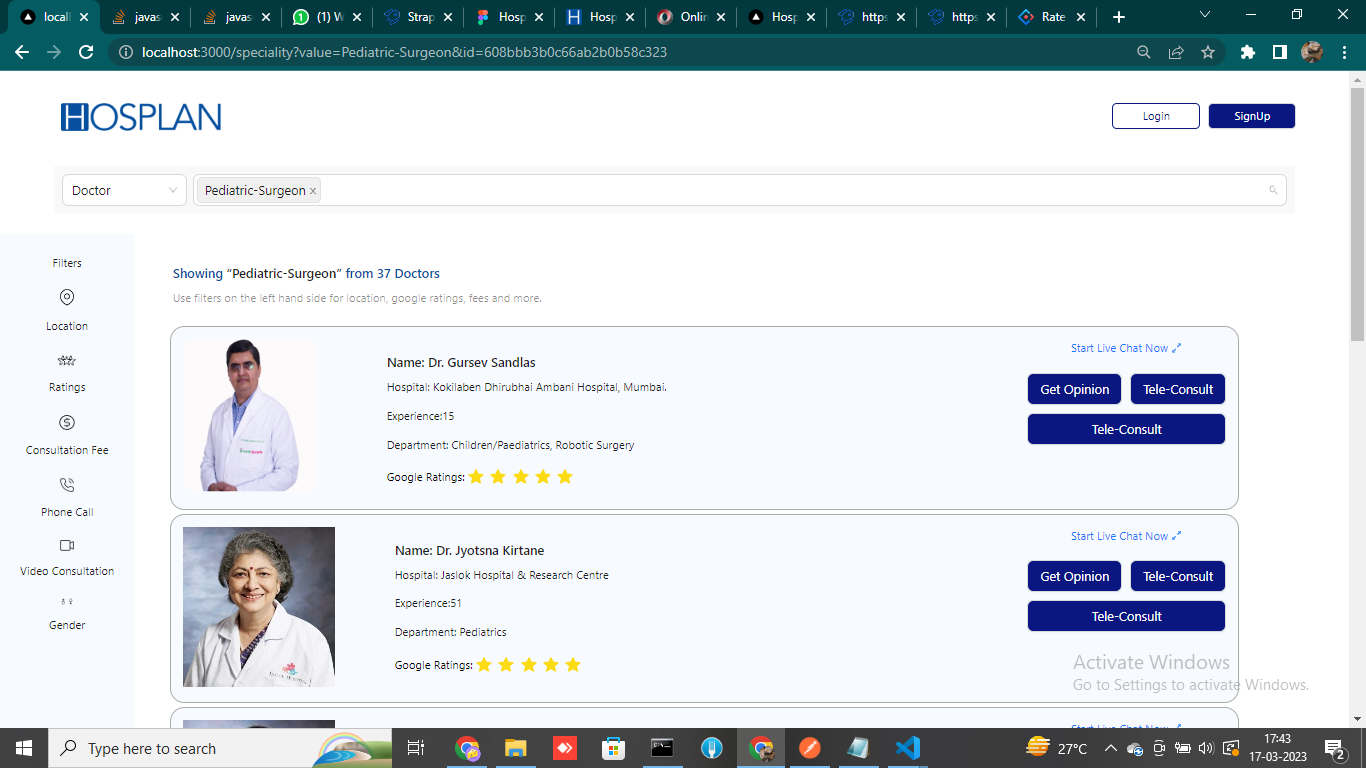 locall
javas
javas
(1) W
Strap
Hosp
Hosp
Onlin
Hosp
https
https
Rate
localhost:3000/speciality?value=Pediatric-Surgeon&id=608bbb3b0c66ab2b0b58c323
HOSPLAN
Login
SignUp
Doctor
Pediatric-Surgeon
Filters
Location
Ratings
Consultation Fee
Phone Call
Video Consultation
Gender
Showing “Pediatric-Surgeon” from 37 Doctors
Use filters on the left hand side for location, google ratings, fees and more.
Name: Dr. Gursev Sandlas
Hospital: Kokilaben Dhirubhai Ambani Hospital, Mumbai.
Experience:15
Department: Children/Paediatrics, Robotic Surgery
Google Ratings:
Start Live Chat Now
Get Opinion
Tele-Consult
Tele-Consult
Name: Dr. Jyotsna Kirtane
Hospital: Jaslok Hospital & Research Centre
Experience:51
Department: Pediatrics
Google Ratings:
Start Live Chat Now
Get Opinion
Tele-Consult
Tele-Consult
Start Live Chat Now
Activate Windows
Go to Settings to activate Windows.
Type here to search
27°C
17:43
17-03-2023
2